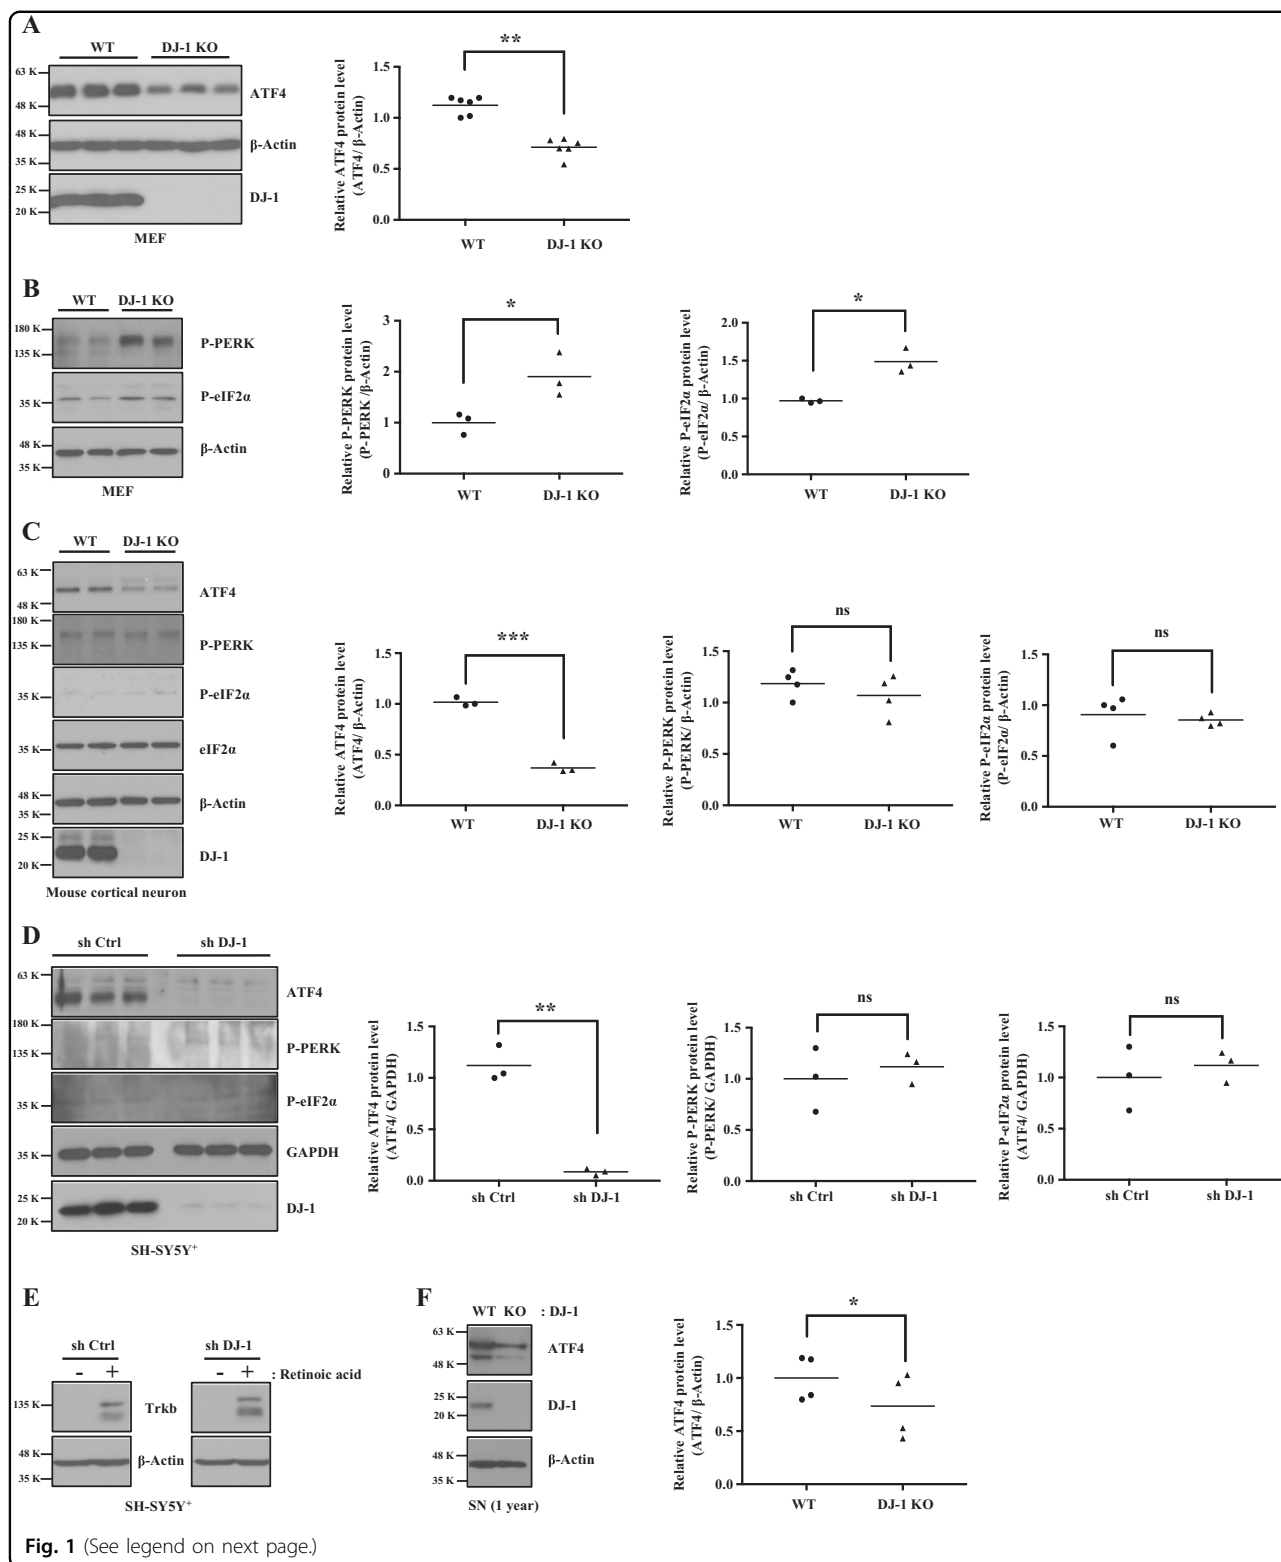 A
WT DJ-1 KO
63 K
48 K
ATF4
48 K
35 K
β-Actin
25 K
20 K
DJ-1
MEF
Relative ATF4 protein level
(ATF4/ β-Actin)
**
1.5
1.0
0.5
0.0
WT DJ-1 KO
B
WT DJ-1 KO
180 K
135 K
P-PERK
35 K
P-eIF2α
48 K
35 K
β-Actin
MEF
Relative P-PERK protein level
(P-PERK /β-Actin)
*
3
2
1
0
WT DJ-1 KO
Relative P-eIF2α protein level
(P-eIF2α/ β-Actin)
*
2.0
1.5
1.0
0.5
0.0
WT DJ-1 KO
C
WT DJ-1 KO
63 K
48 K
ATF4
180 K
135 K
P-PERK
35 K
P-eIF2α
35 K
eIF2α
48 K
35 K
β-Actin
25 K
20 K
DJ-1
Mouse cortical neuron
Relative ATF4 protein level
(ATF4/ β-Actin)
***
1.5
1.0
0.5
0.0
WT DJ-1 KO
Relative P-PERK protein level
(P-PERK/ β-Actin)
ns
1.5
1.0
0.5
0.0
WT DJ-1 KO
Relative P-eIF2α protein level
(P-eIF2α/ β-Actin)
ns
1.5
1.0
0.5
0.0
WT DJ-1 KO
D
sh Ctrl sh DJ-1
63 K
48 K
ATF4
180 K
135 K
P-PERK
35 K
P-eIF2α
35 K
GAPDH
25 K
20 K
DJ-1
SH-SY5Y+
Relative ATF4 protein level
(ATF4/ GAPDH)
**
1.5
1.0
0.5
0.0
sh Ctrl sh DJ-1
Relative P-PERK protein level
(P-PERK/ GAPDH)
ns
1.5
1.0
0.5
0.0
sh Ctrl sh DJ-1
Relative P-eIF2α protein level
(ATF4/ GAPDH)
ns
1.5
1.0
0.5
0.0
sh Ctrl sh DJ-1
E
sh Ctrl sh DJ-1
- + - + : Retinoic acid
135 K
Trkb
48 K
35 K
β-Actin
SH-SY5Y+
F
WT KO : DJ-1
63 K
48 K
ATF4
25 K
20 K
DJ-1
48 K
35 K
β-Actin
SN (1 year)
Relative ATF4 protein level
(ATF4/ β-Actin)
*
1.5
1.0
0.5
0.0
WT DJ-1 KO
Fig. 1 (See legend on next page.)